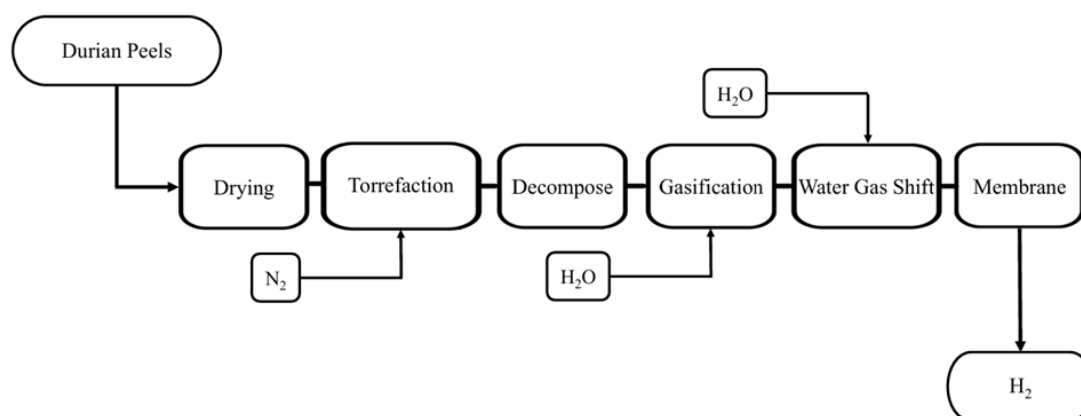 Durian Peels
H₂O
Drying
Torrefaction
Decompose
Gasification
Water Gas Shift
Membrane
N₂
H₂O
H₂